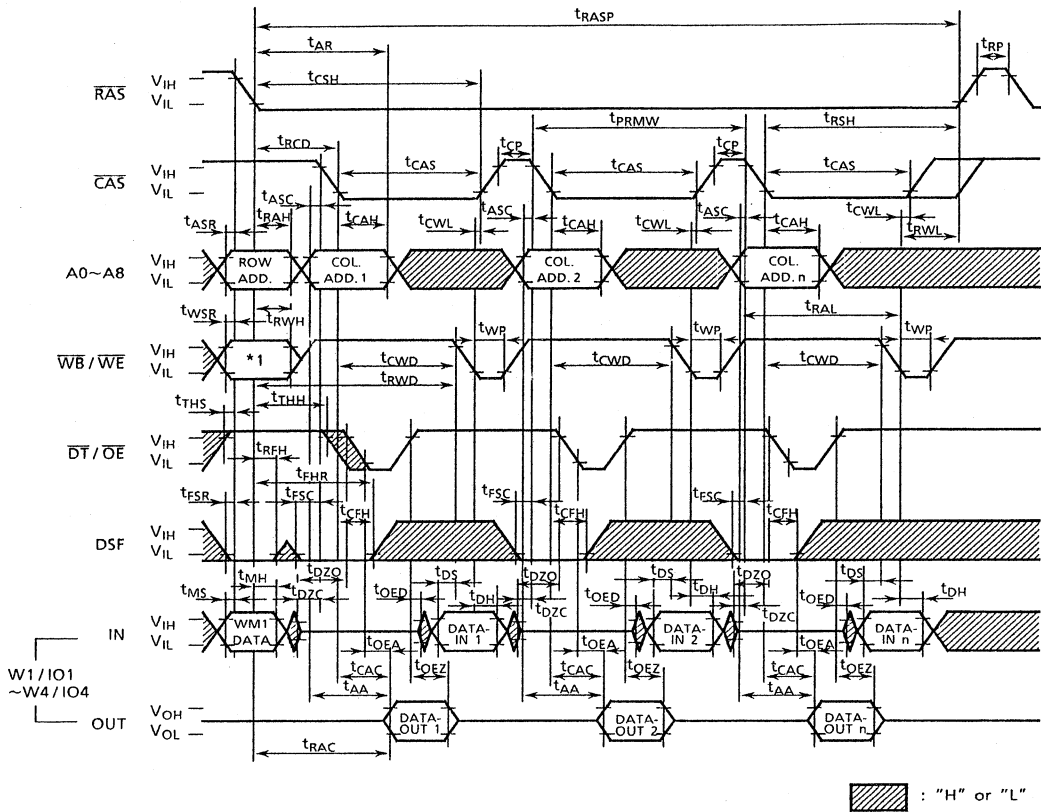 tRASP
tAR
tRP
tCSH
RAS VIH
VIL
tPRMW tRSH
tRCD tCP tCP
tCAS tCAS tCAS
CAS VIH
VIL
tASC tASC tASC
tASR tRAH tCAH tCWL tCAH tCWL tCAH tCWL
tRWL
A0~A8 VIH
VIL
ROW ADD. COL. ADD.1 COL. ADD.2 COL. ADD.n
tWSR tRWH tRAL
tWP tWP tWP
WB/WE VIH
VIL
*1 tCWD tCWD tCWD
tRWD
tTHS tTHH
DT/OE VIH
VIL
tRFH
tFHR
tFSR tFSC tFSC tFSC
tCFH tCFH tCFH
DSF VIH
VIL
tMH tDZO tDS tDZO tDS tDZO tDS
tMS tDZC tOED tDH tDZC tOED tDH tDZC tOED tDH
IN VIH
VIL
WM1 DATA DATA-IN 1 DATA-IN 2 DATA-IN n
tOEA tOEA tOEA
W1/IO1
~W4/IO4
tCAC tOEZ tCAC tOEZ tCAC tOEZ
tAA tAA tAA
OUT VOH
VOL
DATA-OUT 1 DATA-OUT 2 DATA-OUT n
tRAC
: "H" or "L"